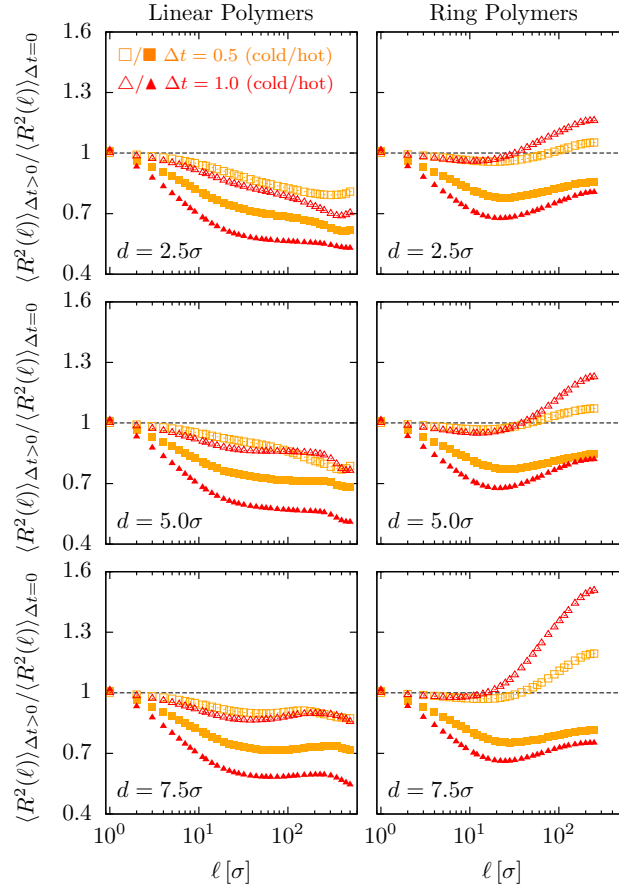 Linear Polymers
Ring Polymers
⟨R²(ℓ)⟩Δt>0/⟨R²(ℓ)⟩Δt=0
1.6
1.3
1
0.7
0.4
□/■ Δt = 0.5 (cold/hot)
△/▲ Δt = 1.0 (cold/hot)
d = 2.5σ
d = 2.5σ
⟨R²(ℓ)⟩Δt>0/⟨R²(ℓ)⟩Δt=0
1.6
1.3
1
0.7
0.4
d = 5.0σ
d = 5.0σ
⟨R²(ℓ)⟩Δt>0/⟨R²(ℓ)⟩Δt=0
1.6
1.3
1
0.7
0.4
d = 7.5σ
d = 7.5σ
10⁰ 10¹ 10² 10⁰ 10¹ 10²
ℓ [σ]
ℓ [σ]